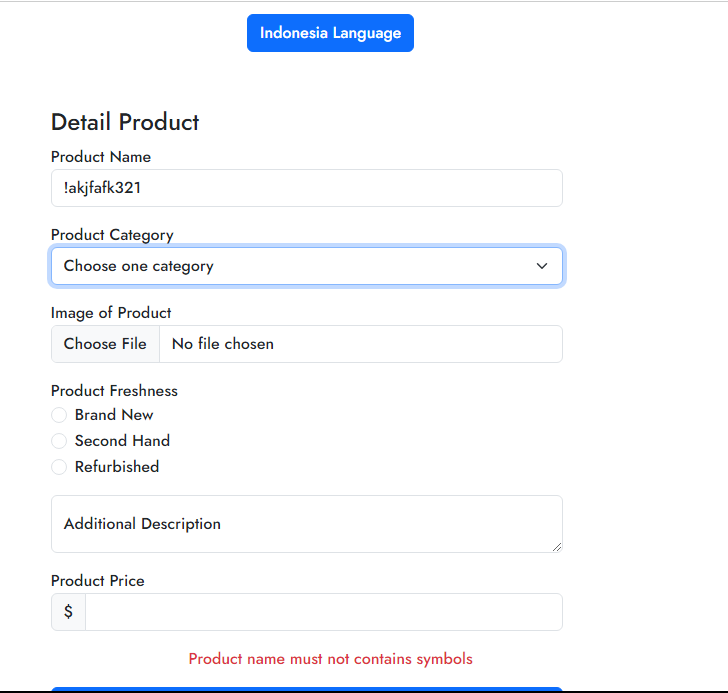 Indonesia Language
Detail Product
Product Name
!akjfafk321
Product Category
Choose one category
Image of Product
Choose File No file chosen
Product Freshness
Brand New
Second Hand
Refurbished
Additional Description
Product Price
$
Product name must not contains symbols